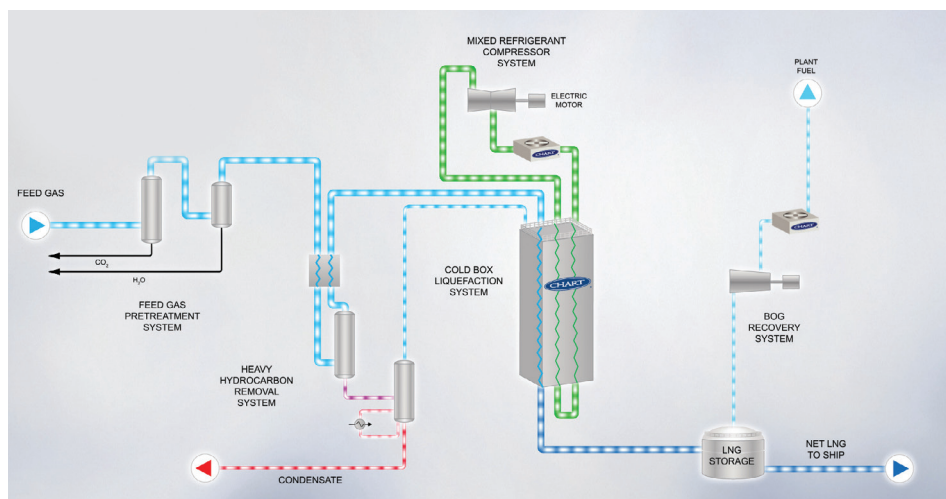 MIXED REFRIGERANT
COMPRESSOR
SYSTEM
ELECTRIC
MOTOR
CHART
PLANT
FUEL
FEED GAS
CO₂
H₂O
FEED GAS
PRETREATMENT
SYSTEM
COLD BOX
LIQUEFACTION
SYSTEM
CHART
CHART
BOG
RECOVERY
SYSTEM
HEAVY
HYDROCARBON
REMOVAL
SYSTEM
CONDENSATE
LNG
STORAGE
NET LNG
TO SHIP